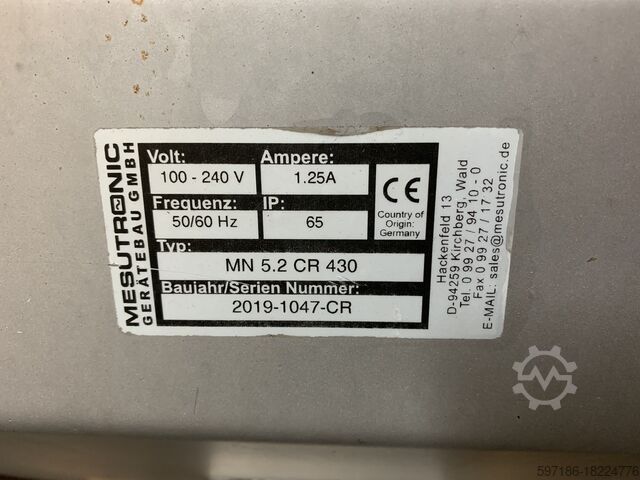 MESUTRONIC
GERÄTEBAU GMBH
Volt:
100 - 240 V
Ampere:
1.25A
Frequenz:
50/60 Hz
IP:
65
Typ:
MN 5.2 CR 430
Baujahr/Serien Nummer:
2019-1047-CR
CE
Country of
Origin:
Germany
Hackenfeld 13
D-94259 Kirchberg, Wald
Tel. 0 99 27 / 94 10 - 0
Fax 0 99 27 / 17 32
E-MAIL: sales@mesutronic.de
597186-18224776